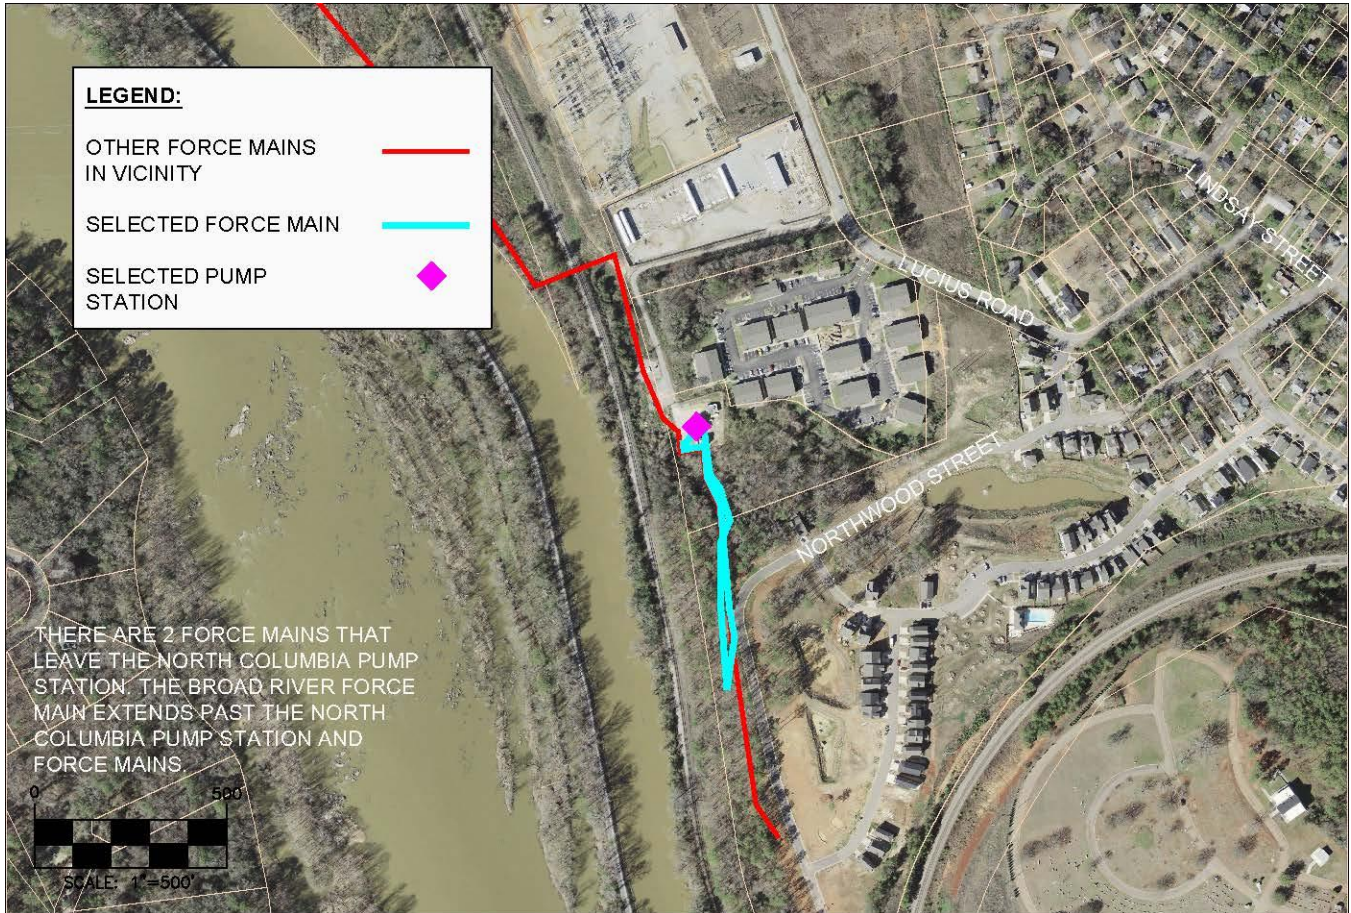 LEGEND:
OTHER FORCE MAINS
IN VICINITY
SELECTED FORCE MAIN
SELECTED PUMP
STATION
LINDSAY STREET
LUCIUS ROAD
NORTHWOOD STREET
THERE ARE 2 FORCE MAINS THAT
LEAVE THE NORTH COLUMBIA PUMP
STATION. THE BROAD RIVER FORCE
MAIN EXTENDS PAST THE NORTH
COLUMBIA PUMP STATION AND
FORCE MAINS.
0 500
SCALE: 1"=500'